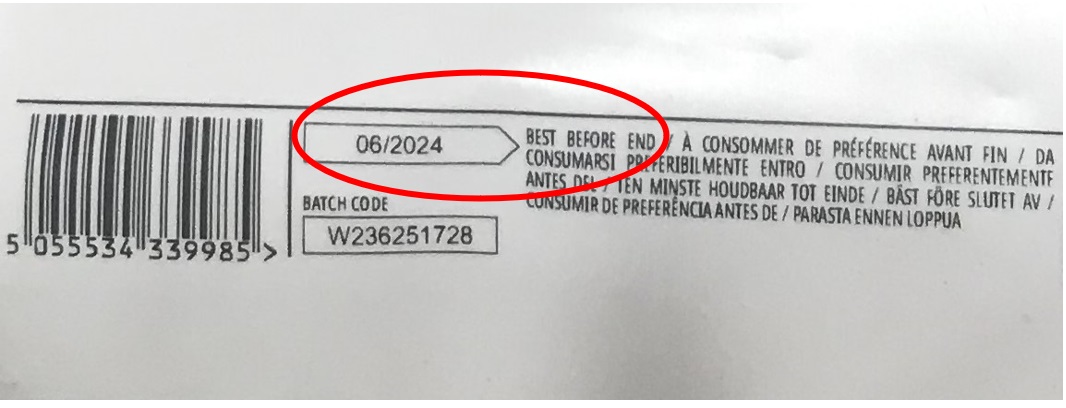 06/2024
BEST BEFORE END / À CONSOMMER DE PRÉFÉRENCE AVANT FIN / DA
CONSUMARSI PREFERIBILMENTE ENTRO / CONSUMIR PREFERENTEMENTE
ANTES DEL / TEN MINSTE HOUDBAAR TOT EINDE / BÄST FÖRE SLUTET AV /
CONSUMIR DE PREFERÊNCIA ANTES DE / PARASTA ENNEN LOPPUA
BATCH CODE
W236251728
5 055534 339985 >